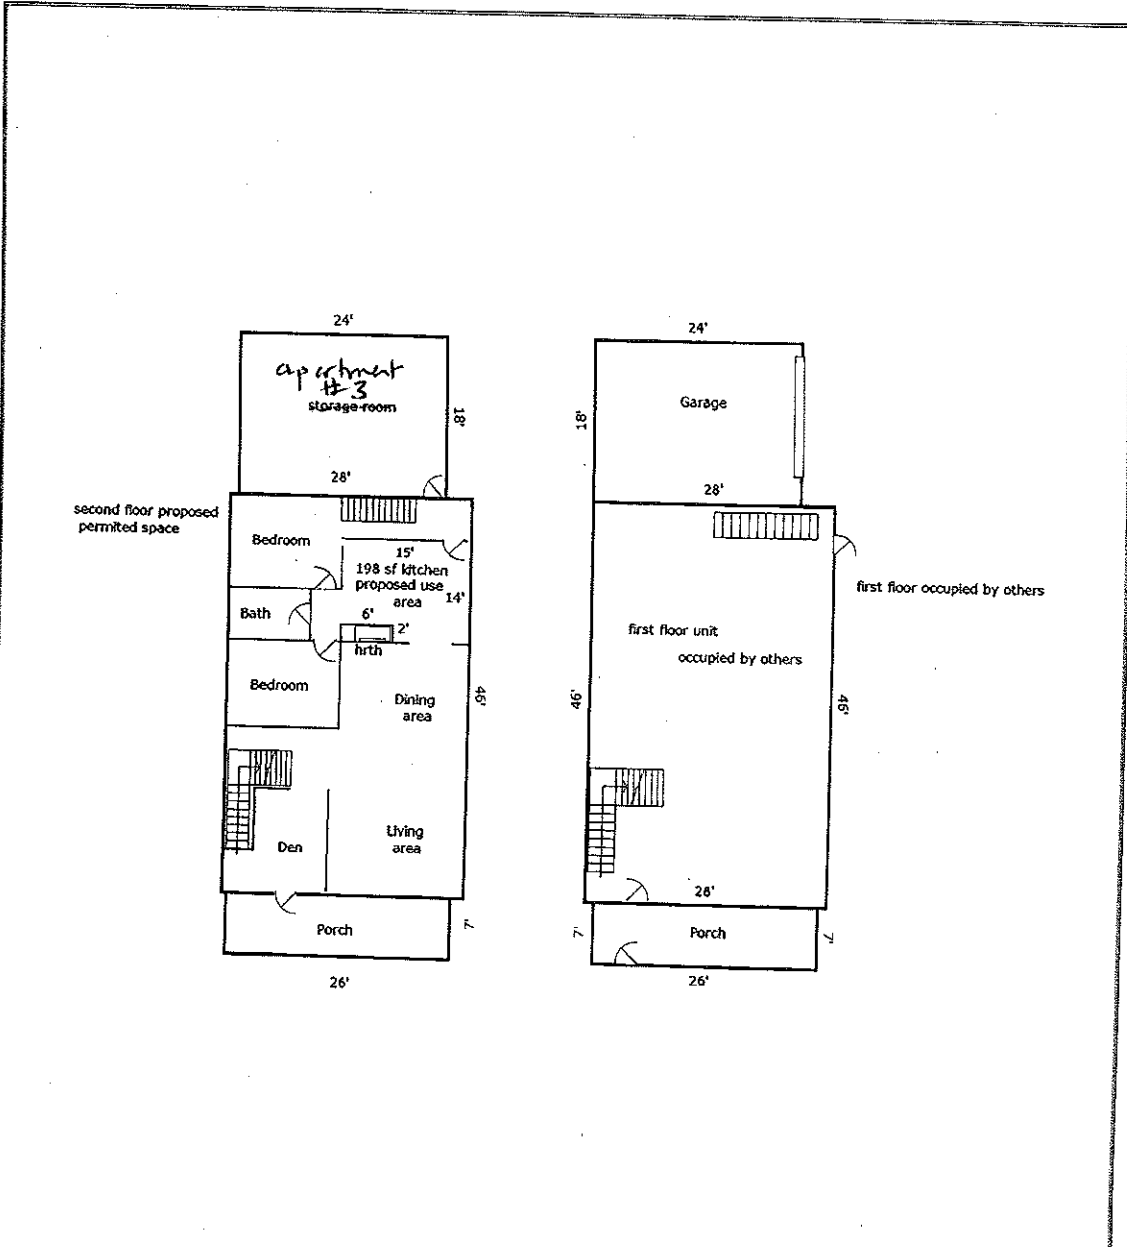 24'
apartment
#3
storage room
18'
28'
second floor proposed
permited space
Bedroom
15'
198 sf kitchen
proposed use
area
14'
Bath
6'
2'
hrth
Bedroom
Dining
area
46'
Den
Living
area
Porch
7'
26'
24'
Garage
18'
28'
first floor occupied by others
first floor unit
occupied by others
46'
46'
28'
7'
Porch
7'
26'